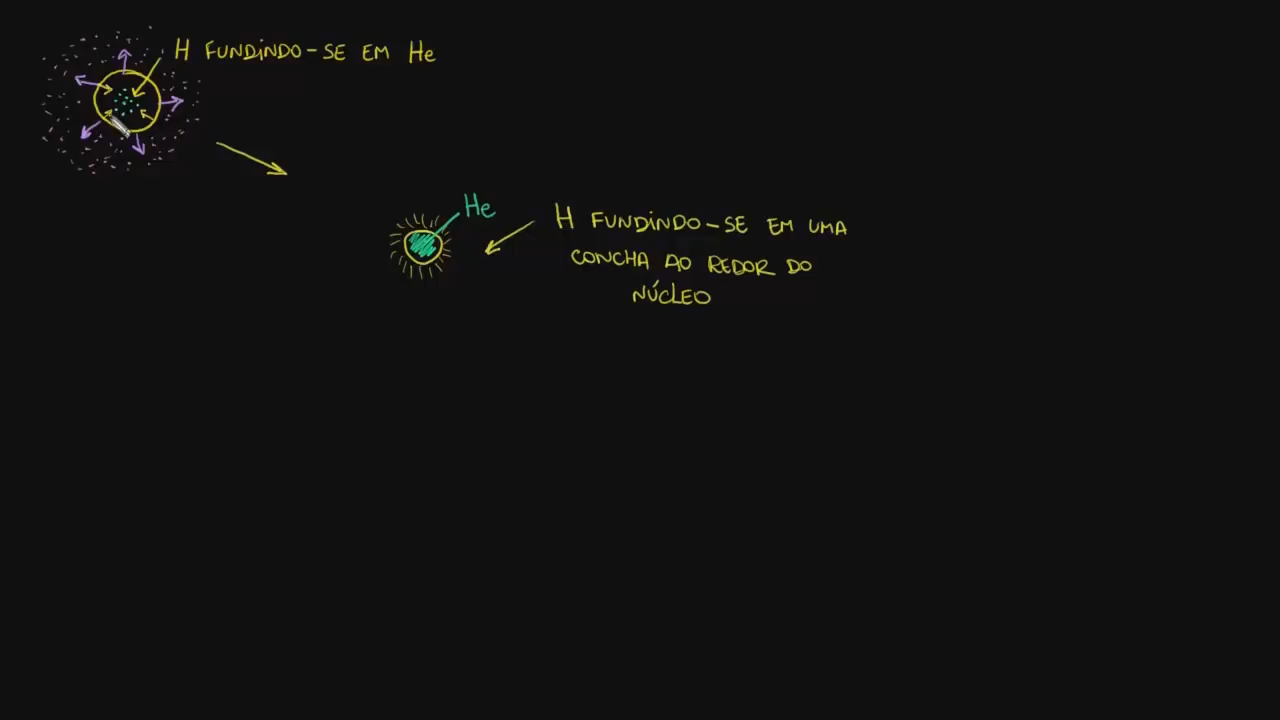 H FUNDINDO-SE EM He
He
H FUNDINDO-SE EM UMA
CONCHA AO REDOR DO
NÚCLEO